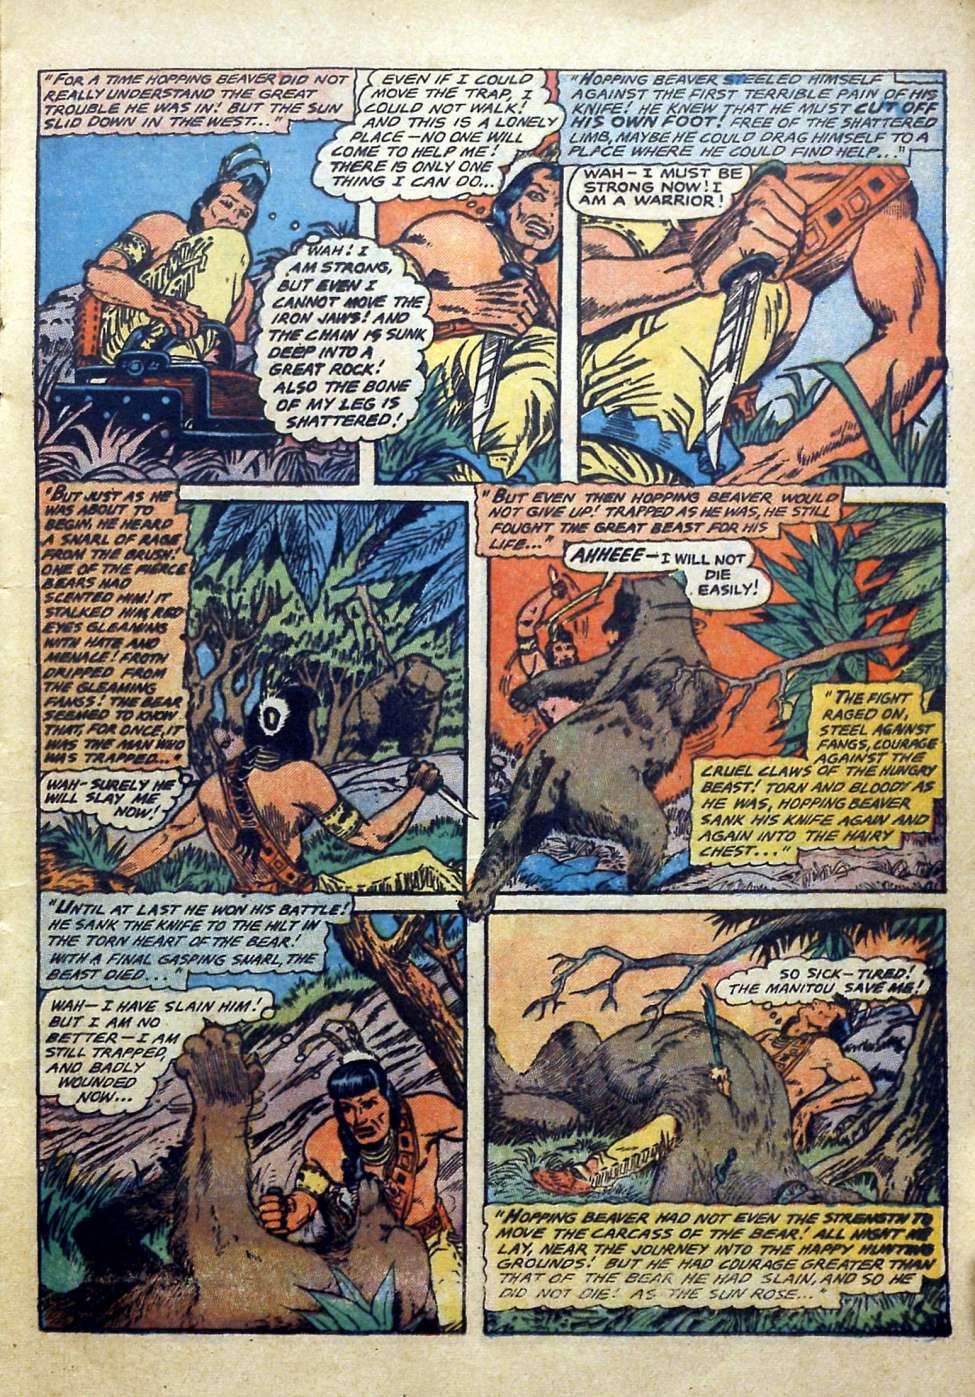 "FOR A TIME HOPPING BEAVER DID NOT
REALLY UNDERSTAND THE GREAT
TROUBLE HE WAS IN! BUT THE SUN
SLID DOWN IN THE WEST..."
WAH! I
AM STRONG,
BUT EVEN I
CANNOT MOVE THE
IRON JAWS! AND
THE CHAIN IS SUNK
DEEP INTO A
GREAT ROCK!
ALSO THE BONE
OF MY LEG IS
SHATTERED!
EVEN IF I COULD
MOVE THE TRAP, I
COULD NOT WALK!
AND THIS IS A LONELY
PLACE—NO ONE WILL
COME TO HELP ME!
THERE IS ONLY ONE
THING I CAN DO...
"HOPPING BEAVER STEELED HIMSELF
AGAINST THE FIRST TERRIBLE PAIN OF HIS
KNIFE! HE KNEW THAT HE MUST CUT OFF
HIS OWN FOOT! FREE OF THE SHATTERED
LIMB, MAYBE HE COULD DRAG HIMSELF TO A
PLACE WHERE HE COULD FIND HELP..."
WAH—I MUST BE
STRONG NOW! I
AM A WARRIOR!
"BUT JUST AS HE
WAS ABOUT TO
BEGIN, HE HEARD
A SNARL OF RAGE
FROM THE BRUSH!
ONE OF THE FIERCE
BEARS HAD
SCENTED HIM! IT
STALKED HIM, RED
EYES GLEAMING
WITH HATE AND
MENACE! FROTH
DRIPPED FROM
THE GLEAMING
FANGS! THE BEAR
SEEMED TO KNOW
THAT, FOR ONCE, IT
WAS THE MAN WHO
WAS TRAPPED...
WAH—SURELY HE
WILL SLAY ME
NOW!
"BUT EVEN THEN HOPPING BEAVER WOULD
NOT GIVE UP! TRAPPED AS HE WAS, HE STILL
FOUGHT THE GREAT BEAST FOR HIS
LIFE..."
AHHEEE—I WILL NOT
DIE
EASILY!
"THE FIGHT
RAGED ON,
STEEL AGAINST
FANGS, COURAGE
AGAINST THE
CRUEL CLAWS OF THE HUNGRY
BEAST! TORN AND BLOODY AS
HE WAS, HOPPING BEAVER
SANK HIS KNIFE AGAIN AND
AGAIN INTO THE HAIRY
CHEST..."
"UNTIL AT LAST HE WON HIS BATTLE!
HE SANK THE KNIFE TO THE HILT IN
THE TORN HEART OF THE BEAR!
WITH A FINAL GASPING SNARL, THE
BEAST DIED..."
WAH—I HAVE SLAIN HIM!
BUT I AM NO
BETTER—I AM
STILL TRAPPED,
AND BADLY
WOUNDED
NOW...
SO SICK—TIRED!
THE MANITOU SAVE ME!
"HOPPING BEAVER HAD NOT EVEN THE STRENGTH TO
MOVE THE CARCASS OF THE BEAR! ALL NIGHT HE
LAY, NEAR THE JOURNEY INTO THE HAPPY HUNTING
GROUNDS! BUT HE HAD COURAGE GREATER THAN
THAT OF THE BEAR HE HAD SLAIN, AND SO HE
DID NOT DIE! AS THE SUN ROSE..."